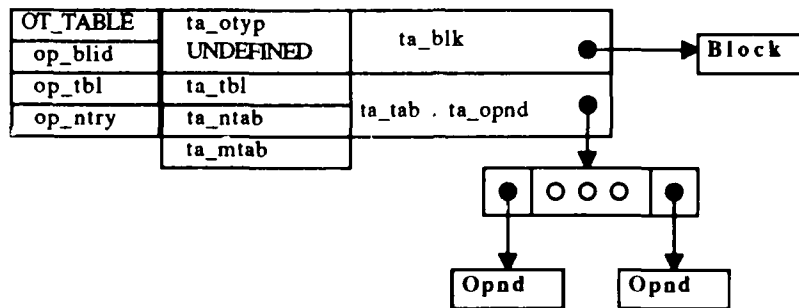 OT_TABLE ta_otyp ta_blk
op_blid UNDEFINED Block
op_tbl ta_tbl
op_ntry ta_ntab ta_tab . ta_opnd
ta_mtab
Opnd Opnd